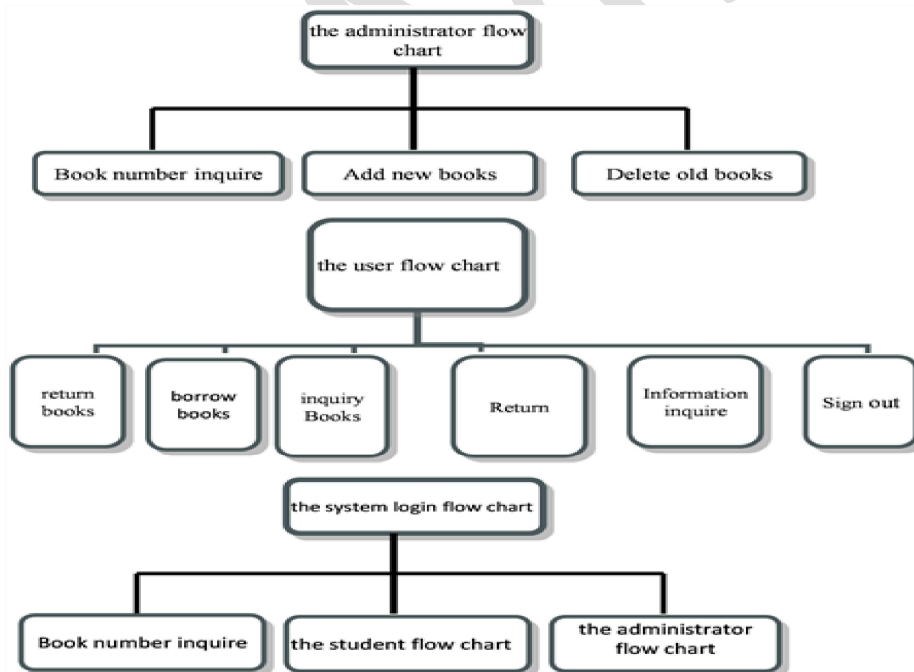 the administrator flow
chart
Book number inquire
Add new books
Delete old books
the user flow chart
return
books
borrow
books
inquiry
Books
Return
Information
inquire
Sign out
the system login flow chart
Book number inquire
the student flow chart
the administrator
flow chart